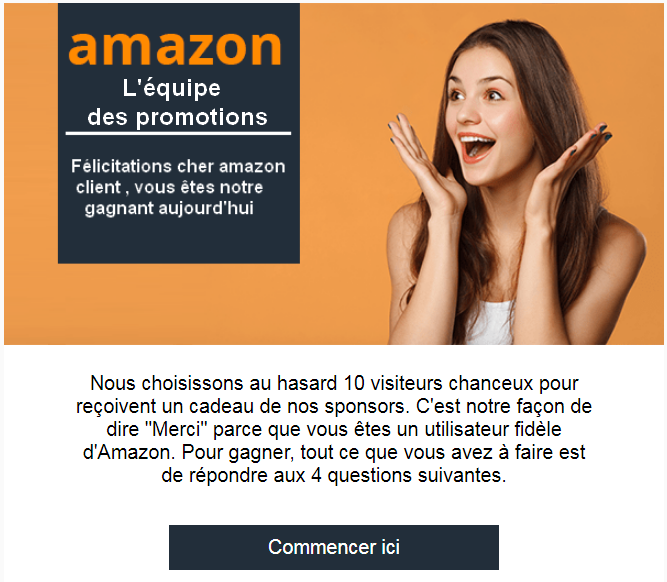 amazon
L'équipe
des promotions
Félicitations cher amazon
client , vous êtes notre
gagnant aujourd'hui
Nous choisissons au hasard 10 visiteurs chanceux pour
reçoivent un cadeau de nos sponsors. C'est notre façon de
dire "Merci" parce que vous êtes un utilisateur fidèle
d'Amazon. Pour gagner, tout ce que vous avez à faire est
de répondre aux 4 questions suivantes.
Commencer ici